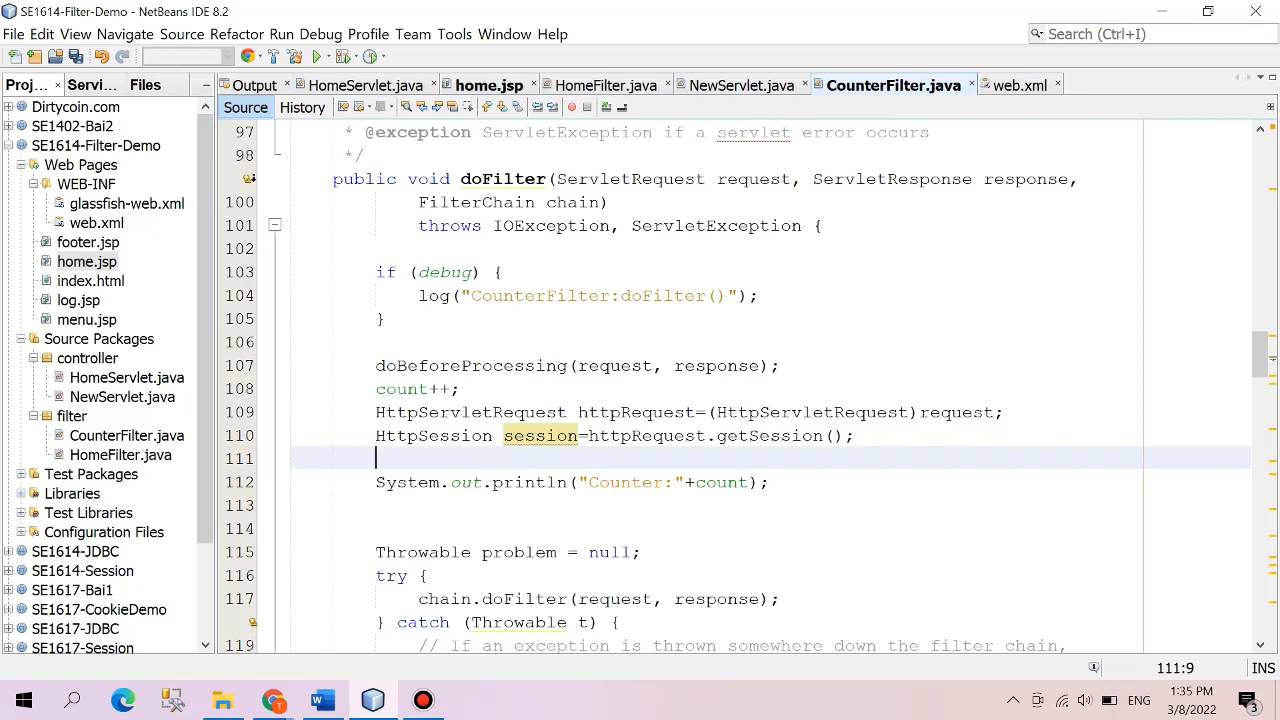 SE1614-Filter-Demo - NetBeans IDE 8.2
File Edit View Navigate Source Refactor Run Debug Profile Team Tools Window Help
Search (Ctrl+I)
Proj... Servi... Files
Output HomeServlet.java home.jsp HomeFilter.java NewServlet.java CounterFilter.java web.xml
Source History
Dirtycoin.com
SE1402-Bai2
SE1614-Filter-Demo
Web Pages
WEB-INF
glassfish-web.xml
web.xml
footer.jsp
home.jsp
index.html
log.jsp
menu.jsp
Source Packages
controller
HomeServlet.java
NewServlet.java
filter
CounterFilter.java
HomeFilter.java
Test Packages
Libraries
Test Libraries
Configuration Files
SE1614-JDBC
SE1614-Session
SE1617-Bai1
SE1617-CookieDemo
SE1617-JDBC
SE1617-Session
97 * @exception ServletException if a servlet error occurs
98 */
public void doFilter(ServletRequest request, ServletResponse response,
100 FilterChain chain)
101 throws IOException, ServletException {
102
103 if (debug) {
104 log("CounterFilter:doFilter()");
105 }
106
107 doBeforeProcessing(request, response);
108 count++;
109 HttpServletRequest httpRequest=(HttpServletRequest)request;
110 HttpSession session=httpRequest.getSession();
111
112 System.out.println("Counter:"+count);
113
114
115 Throwable problem = null;
116 try {
117 chain.doFilter(request, response);
} catch (Throwable t) {
119 // If an exception is thrown somewhere down the filter chain,
111:9 INS
ENG
1:35 PM
3/8/2022
3